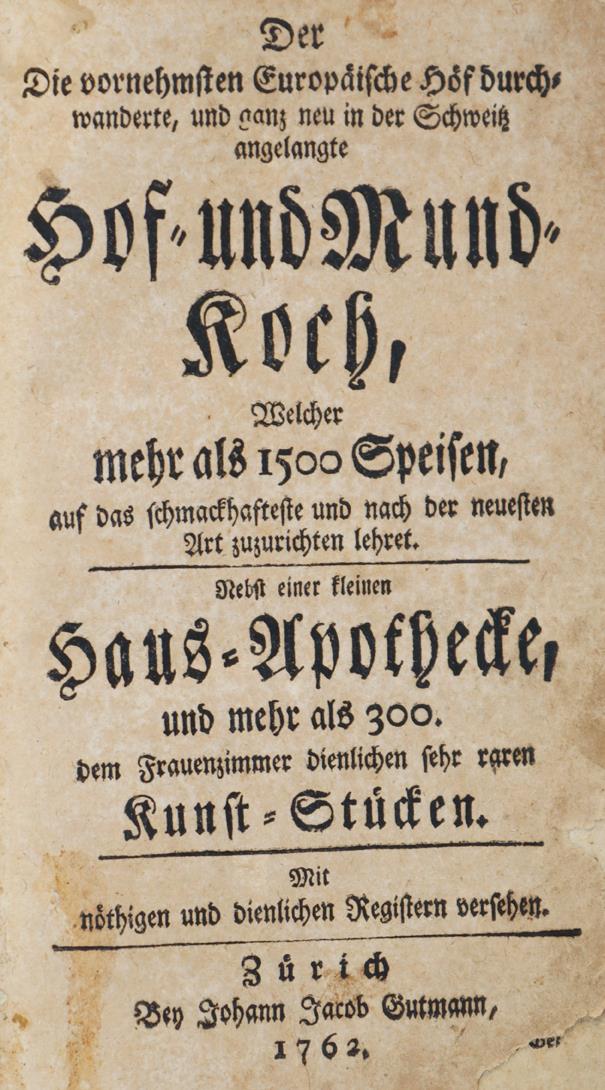 Der
Die vornehmsten Europäische Höf durch-
wanderte, und ganz neu in der Schweitz
angelangte
Hof- und Mund-
Koch,
Welcher
mehr als 1500 Speisen,
auf das schmackhafteste und nach der neuesten
Art zuzurichten lehret.
Nebst einer kleinen
Haus-Apothecke,
und mehr als 300.
dem Frauenzimmer dienlichen sehr raren
Kunst-Stücken.
Mit
nöthigen und dienlichen Registern versehen.
Zürich
Bey Johann Jacob Gutmann,
1762.